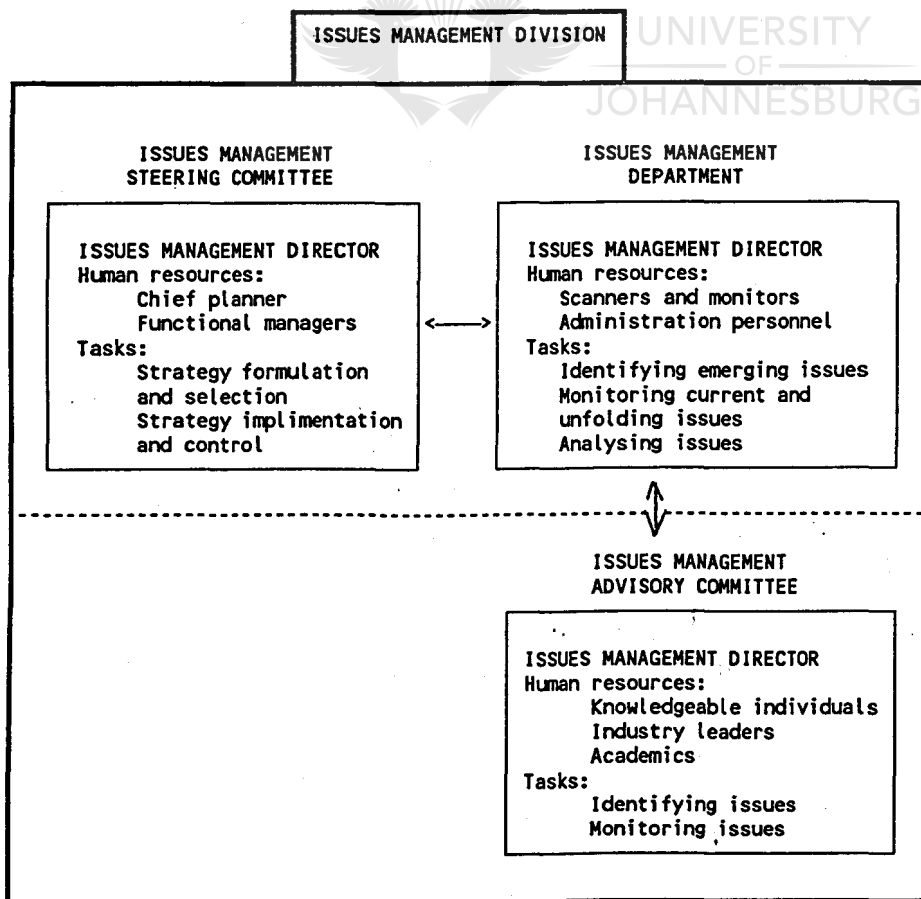 UNIVERSITY
OF
JOHANNESBURG
ISSUES MANAGEMENT DIVISION
ISSUES MANAGEMENT
STEERING COMMITTEE
ISSUES MANAGEMENT DIRECTOR
Human resources:
Chief planner
Functional managers
Tasks:
Strategy formulation
and selection
Strategy implimentation
and control
ISSUES MANAGEMENT
DEPARTMENT
ISSUES MANAGEMENT DIRECTOR
Human resources:
Scanners and monitors
Administration personnel
Tasks:
Identifying emerging issues
Monitoring current and
unfolding issues
Analysing issues
ISSUES MANAGEMENT
ADVISORY COMMITTEE
ISSUES MANAGEMENT DIRECTOR
Human resources:
Knowledgeable individuals
Industry leaders
Academics
Tasks:
Identifying issues
Monitoring issues